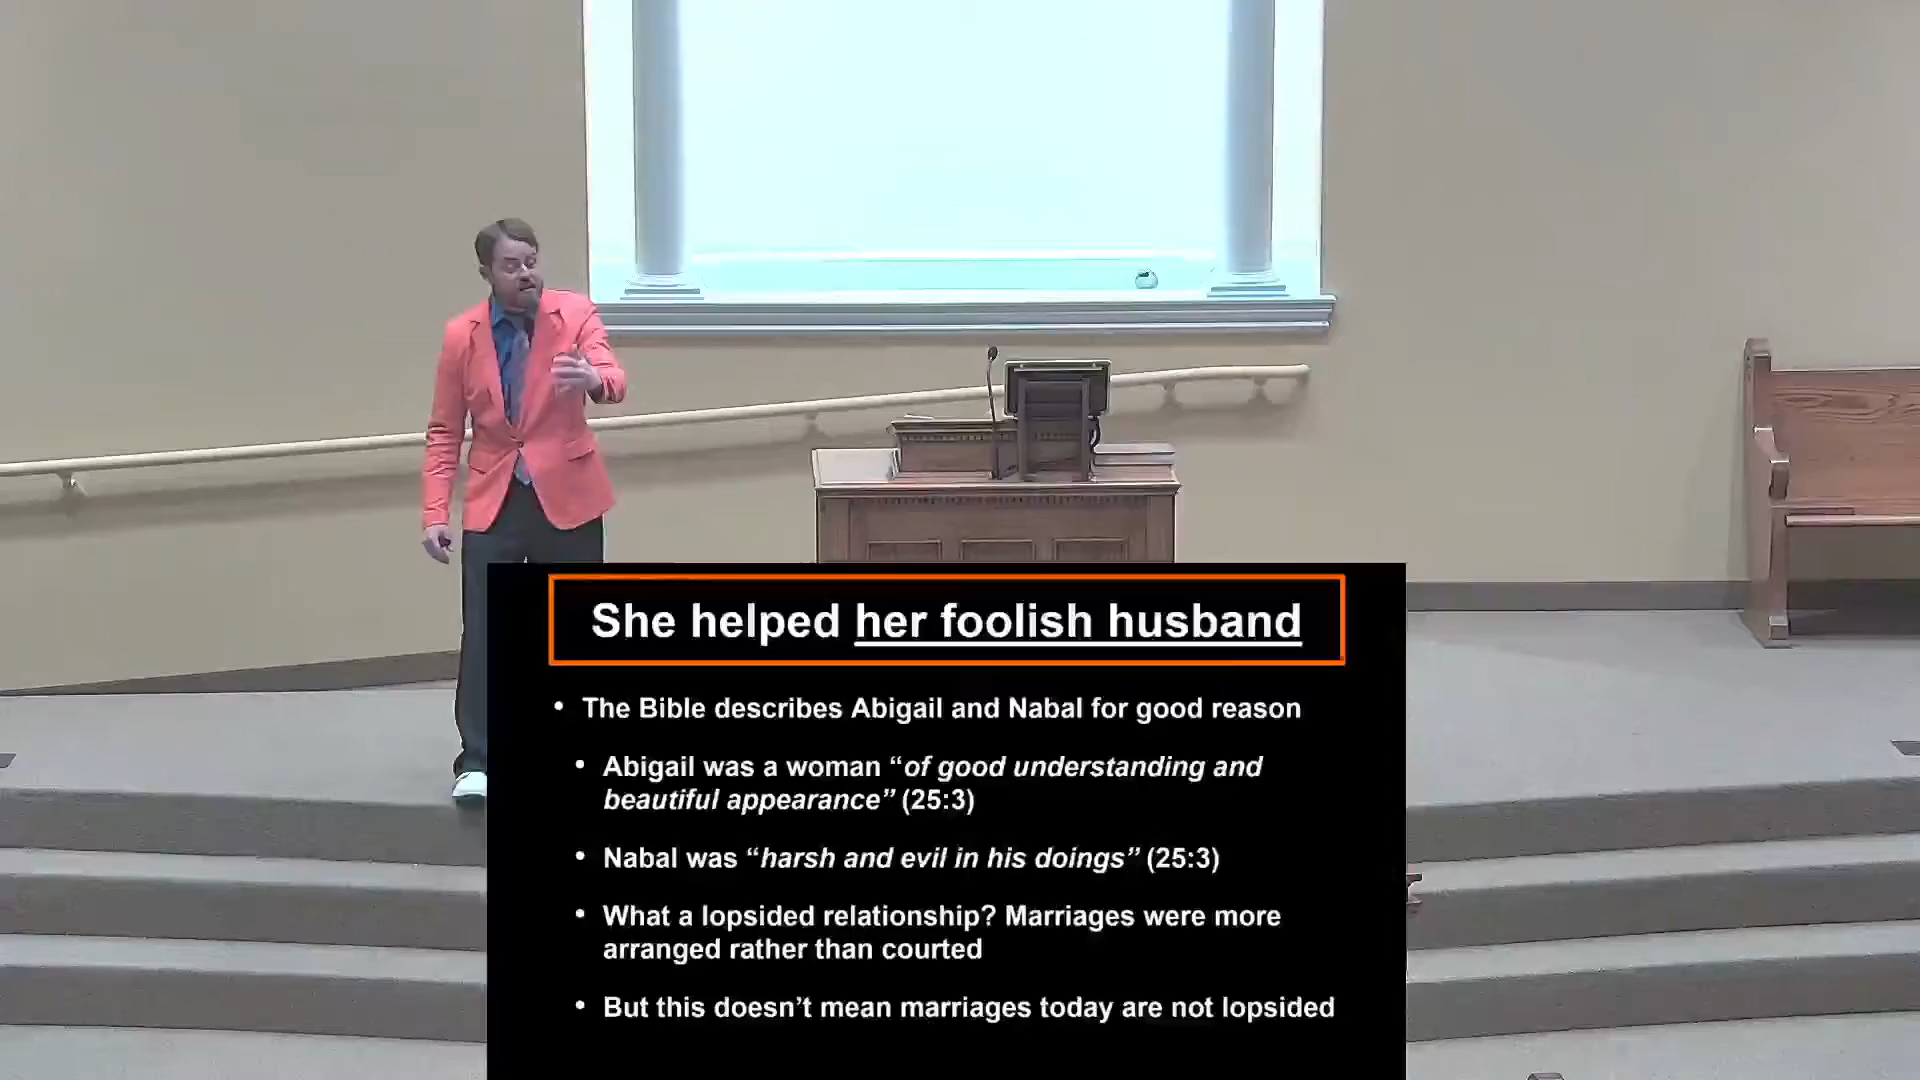 She helped her foolish husband
• The Bible describes Abigail and Nabal for good reason
• Abigail was a woman “of good understanding and
beautiful appearance” (25:3)
• Nabal was “harsh and evil in his doings” (25:3)
• What a lopsided relationship? Marriages were more
arranged rather than courted
• But this doesn’t mean marriages today are not lopsided